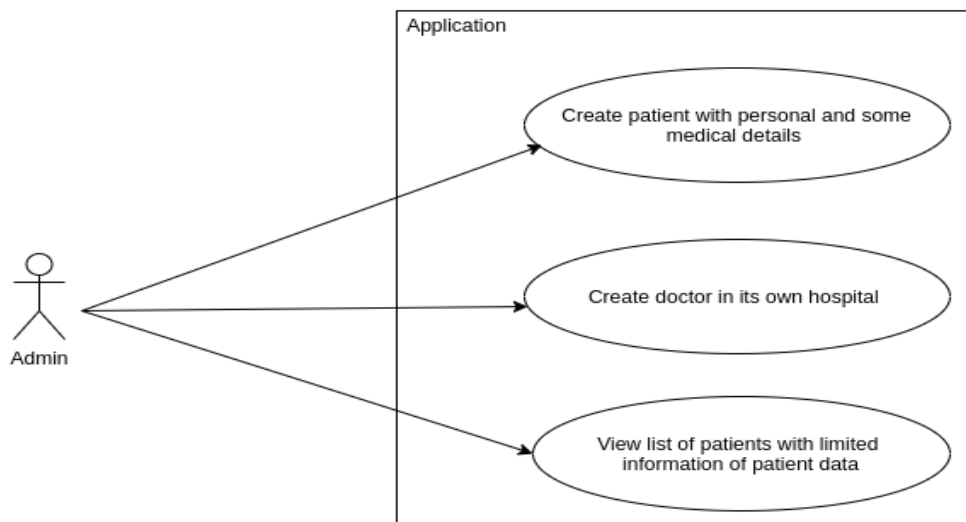 Application
Create patient with personal and some
medical details
Create doctor in its own hospital
Admin
View list of patients with limited
information of patient data